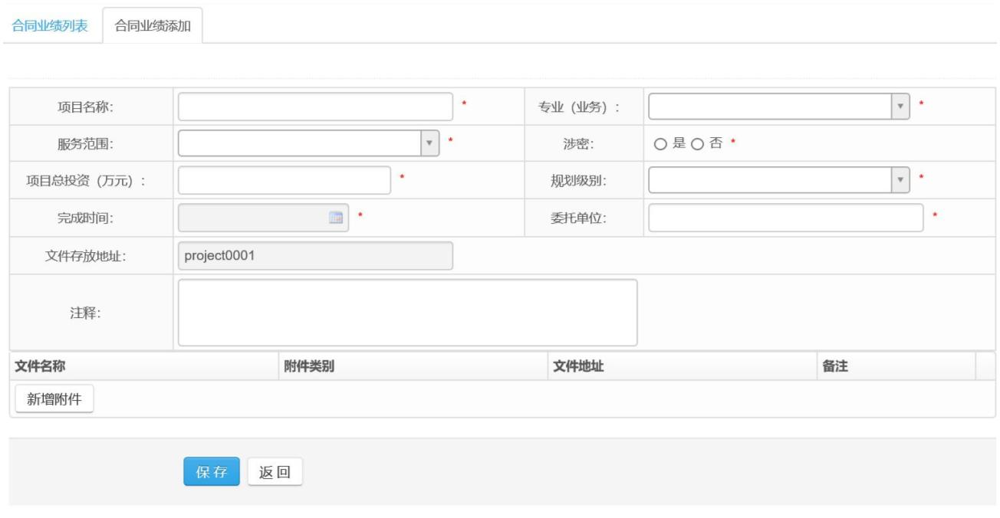 合同业绩列表 合同业绩添加
项目名称: * 专业（业务）: *
服务范围: * 涉密: 是 否 *
项目总投资（万元）: * 规划级别: *
完成时间: * 委托单位: *
文件存放地址: project0001
注释:
文件名称 附件类别 文件地址 备注
新增附件
保存 返回